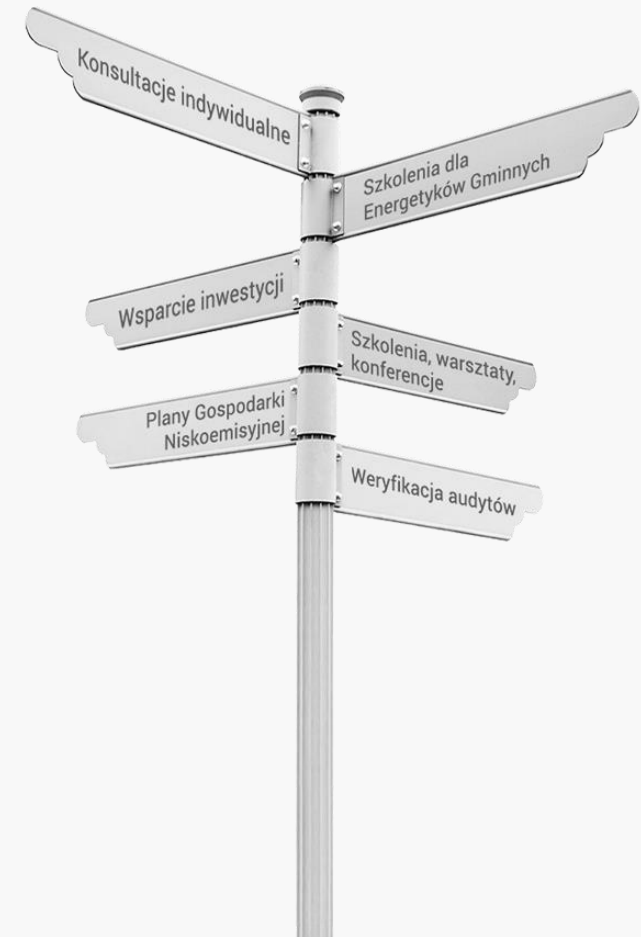 Konsultacje indywidualne
Szkolenia dla
Energetyków Gminnych
Wsparcie inwestycji
Szkolenia, warsztaty,
konferencje
Plany Gospodarki
Niskoemisyjnej
Weryfikacja audytów